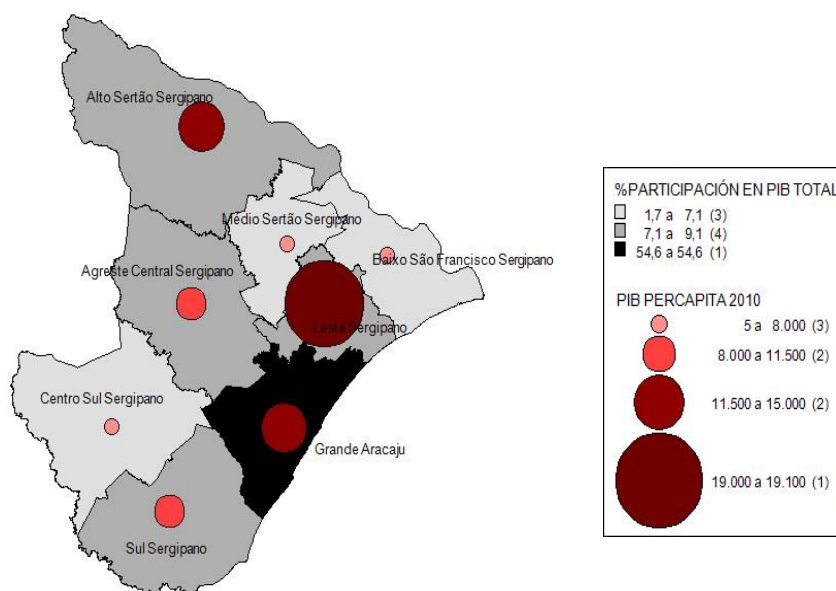 Alto Sertão Sergipano
Médio Sertão Sergipano
Baixo São Francisco Sergipano
Agreste Central Sergipano
Leste Sergipano
Centro Sul Sergipano
Grande Aracaju
Sul Sergipano
%PARTICIPACIÓN EN PIB TOTAL
1,7 a 7,1 (3)
7,1 a 9,1 (4)
54,6 a 54,6 (1)
PIB PERCAPITA 2010
5 a 8.000 (3)
8.000 a 11.500 (2)
11.500 a 15.000 (2)
19.000 a 19.100 (1)